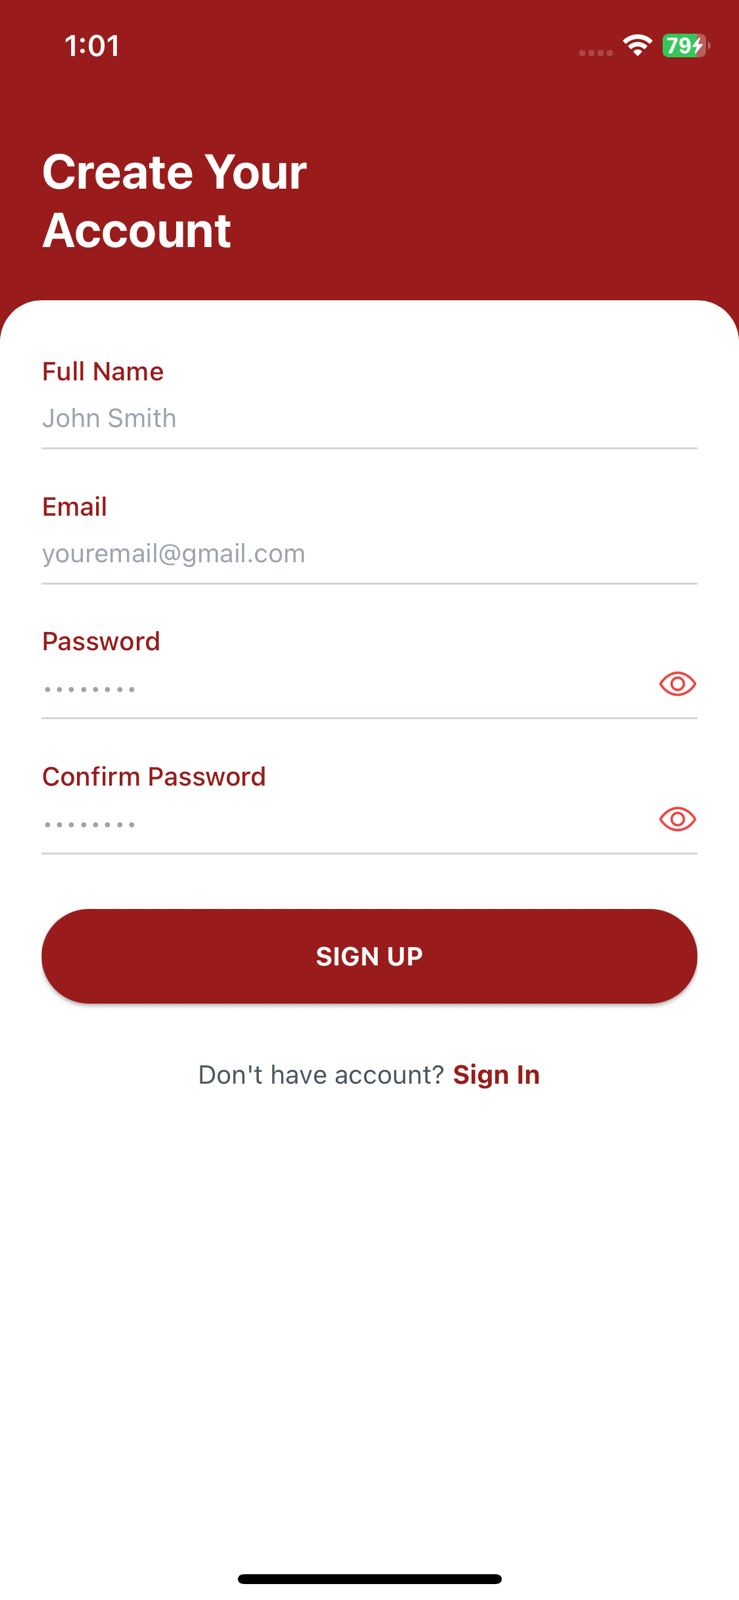 1:01
79
Create Your
Account
Full Name
John Smith
Email
youremail@gmail.com
Password
••••••••
Confirm Password
••••••••
SIGN UP
Don't have account? Sign In